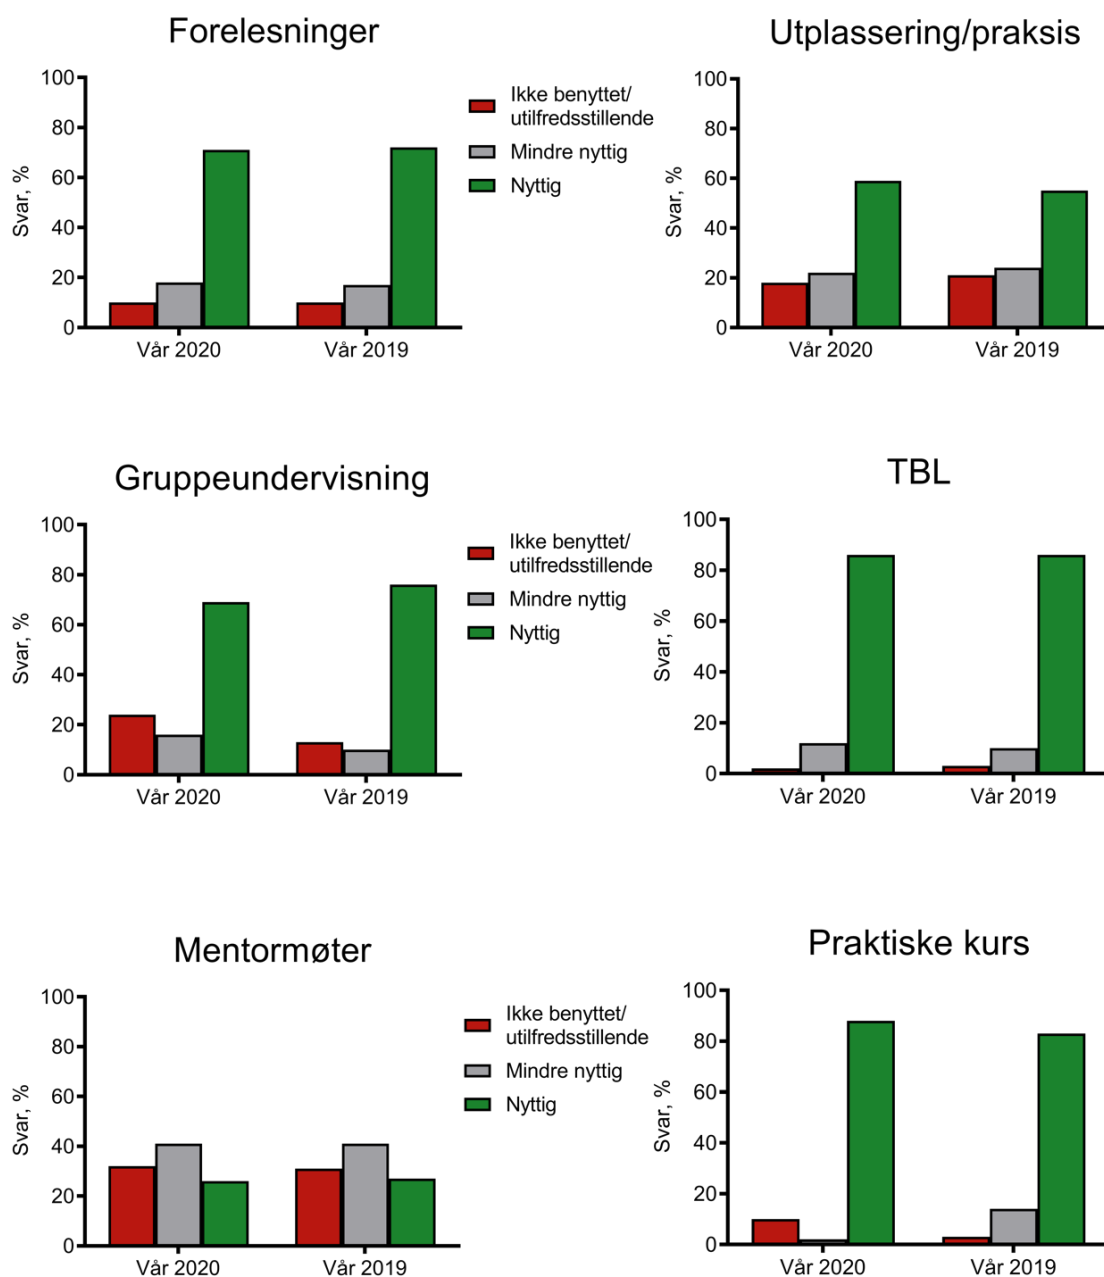 Forelesninger
100
80
60
40
20
0
Svar, %
Vår 2020
Vår 2019
Ikke benyttet/
utilfredsstillende
Mindre nyttig
Nyttig
Utplassering/praksis
100
80
60
40
20
0
Svar, %
Vår 2020
Vår 2019
Gruppeundervisning
100
80
60
40
20
0
Svar, %
Vår 2020
Vår 2019
Ikke benyttet/
utilfredsstillende
Mindre nyttig
Nyttig
TBL
100
80
60
40
20
0
Svar, %
Vår 2020
Vår 2019
Mentormøter
100
80
60
40
20
0
Svar, %
Vår 2020
Vår 2019
Ikke benyttet/
utilfredsstillende
Mindre nyttig
Nyttig
Praktiske kurs
100
80
60
40
20
0
Svar, %
Vår 2020
Vår 2019